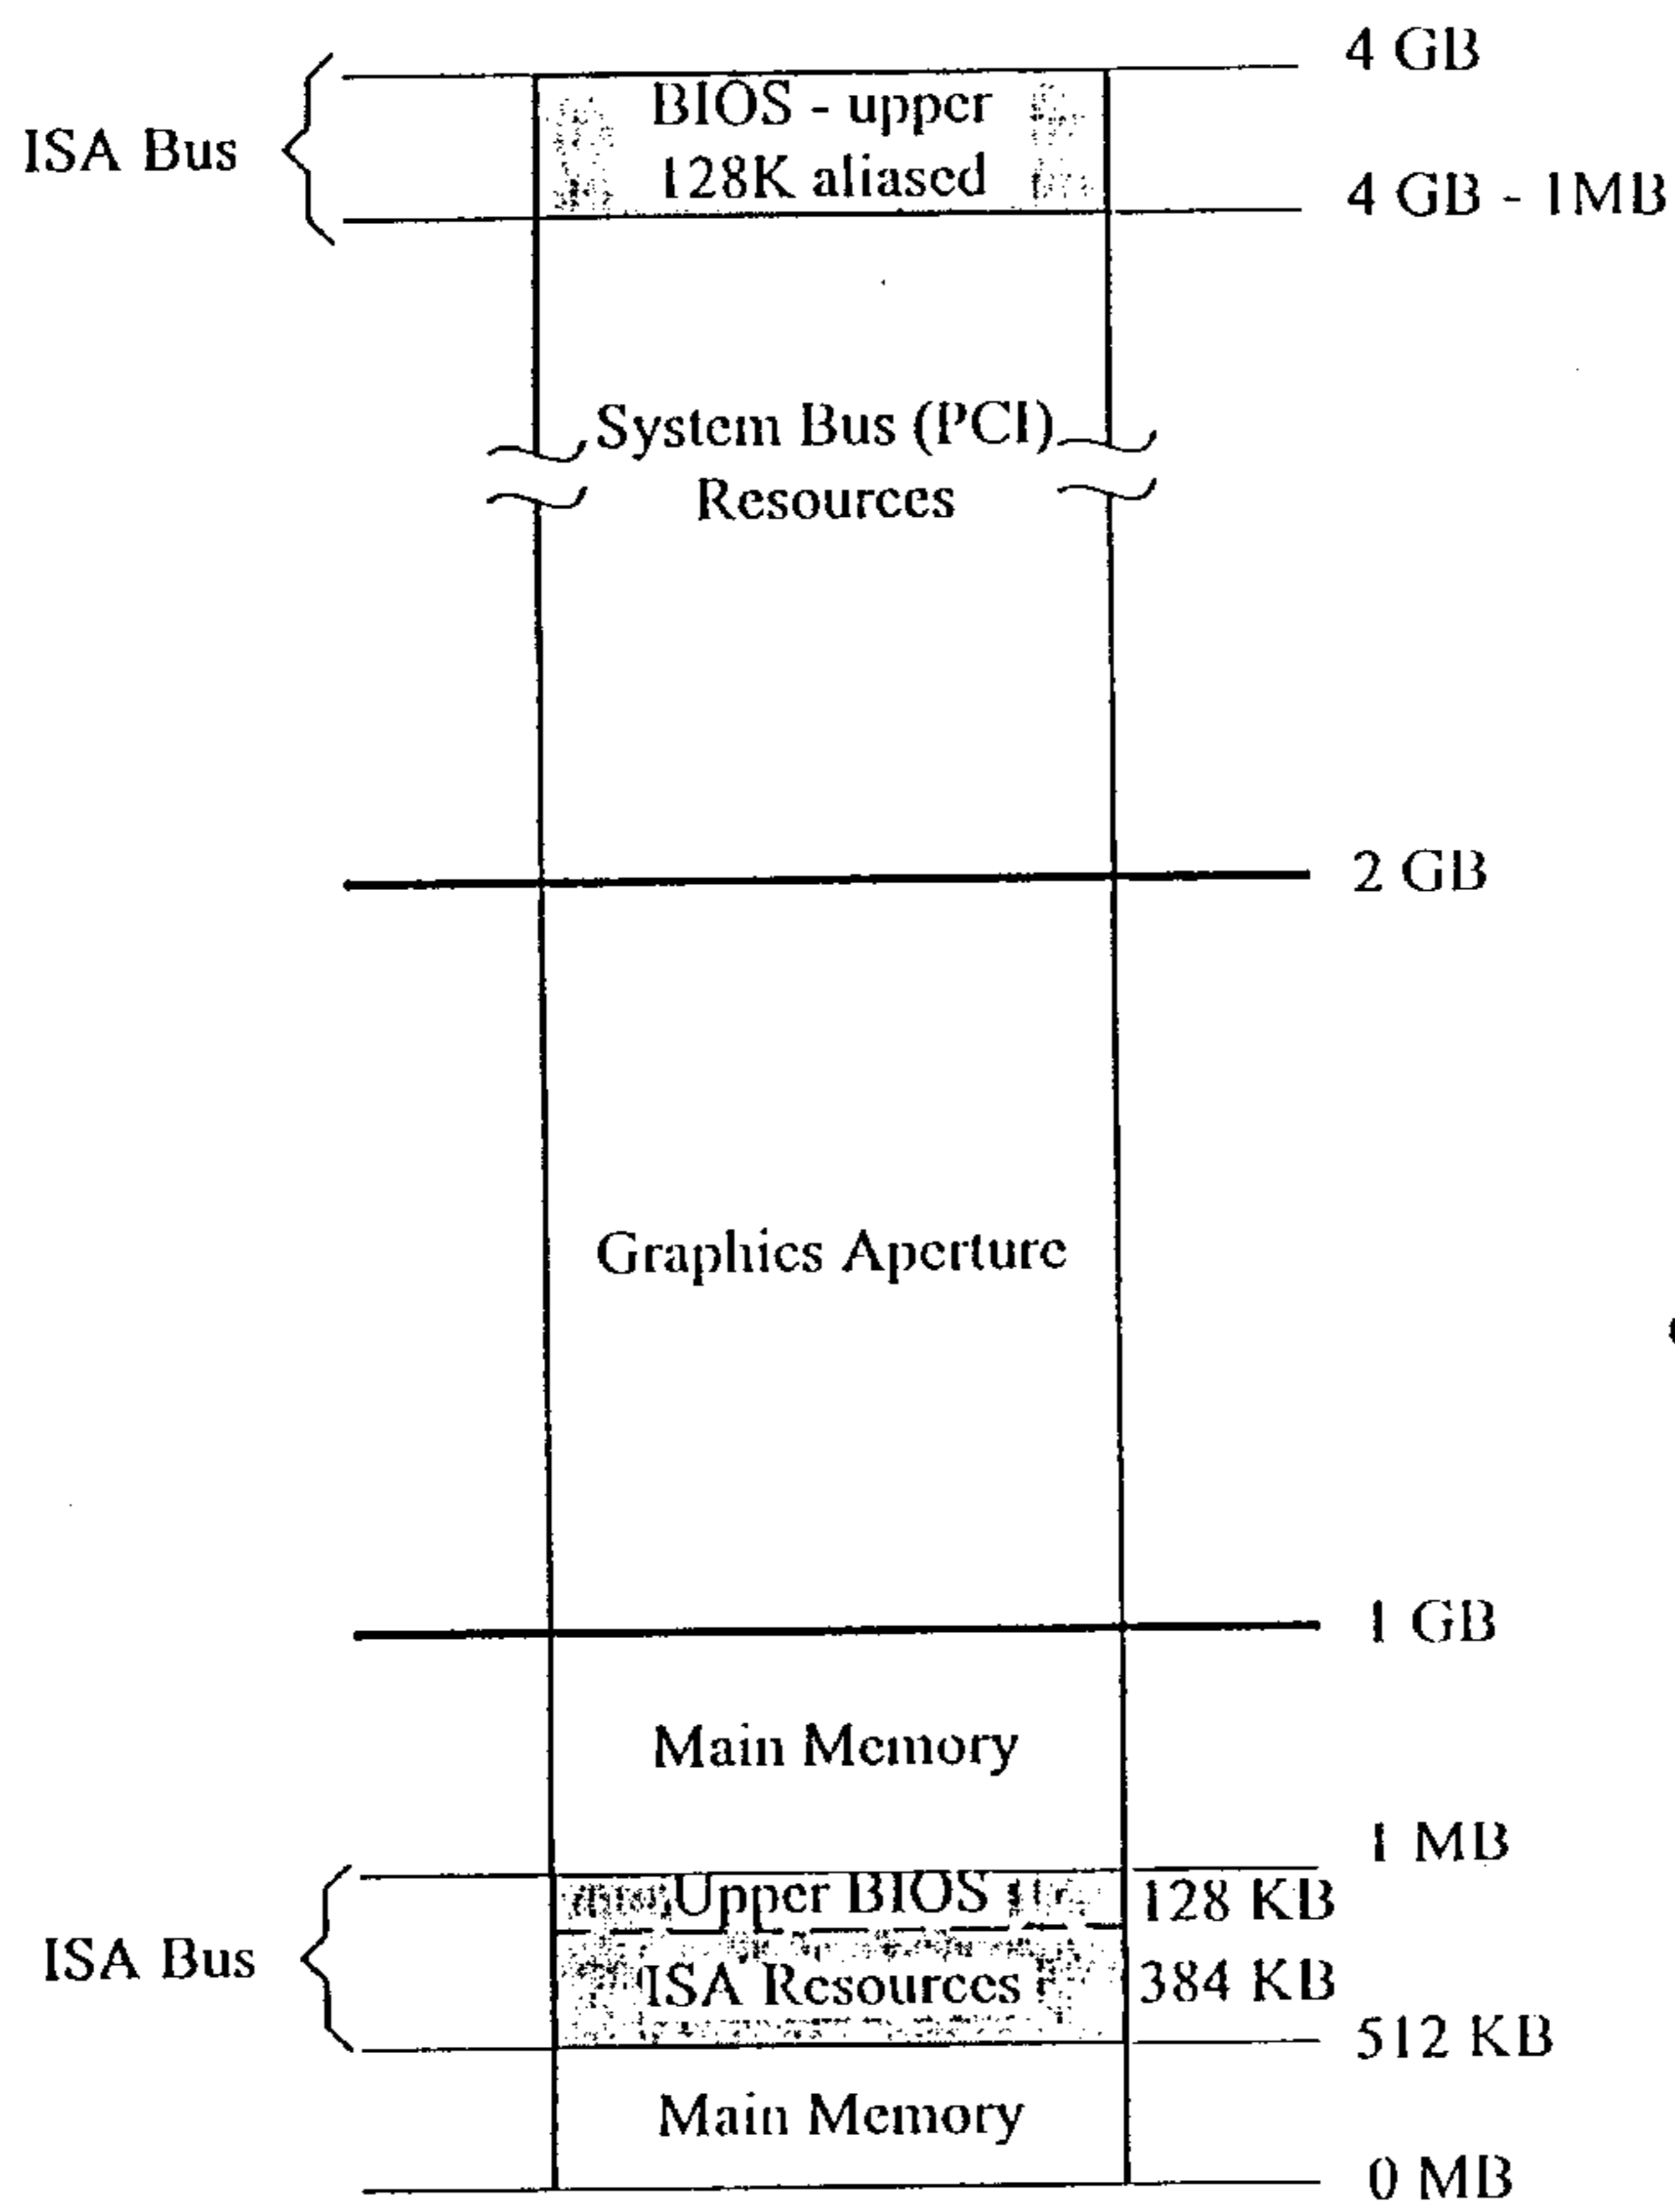 4 GB
BIOS - upper
128K aliased
ISA Bus
4 GB - 1MB
System Bus (PCI)
Resources
2 GB
Graphics Aperture
1 GB
Main Memory
1 MB
Upper BIOS
128 KB
ISA Bus
ISA Resources
384 KB
512 KB
Main Memory
0 MB